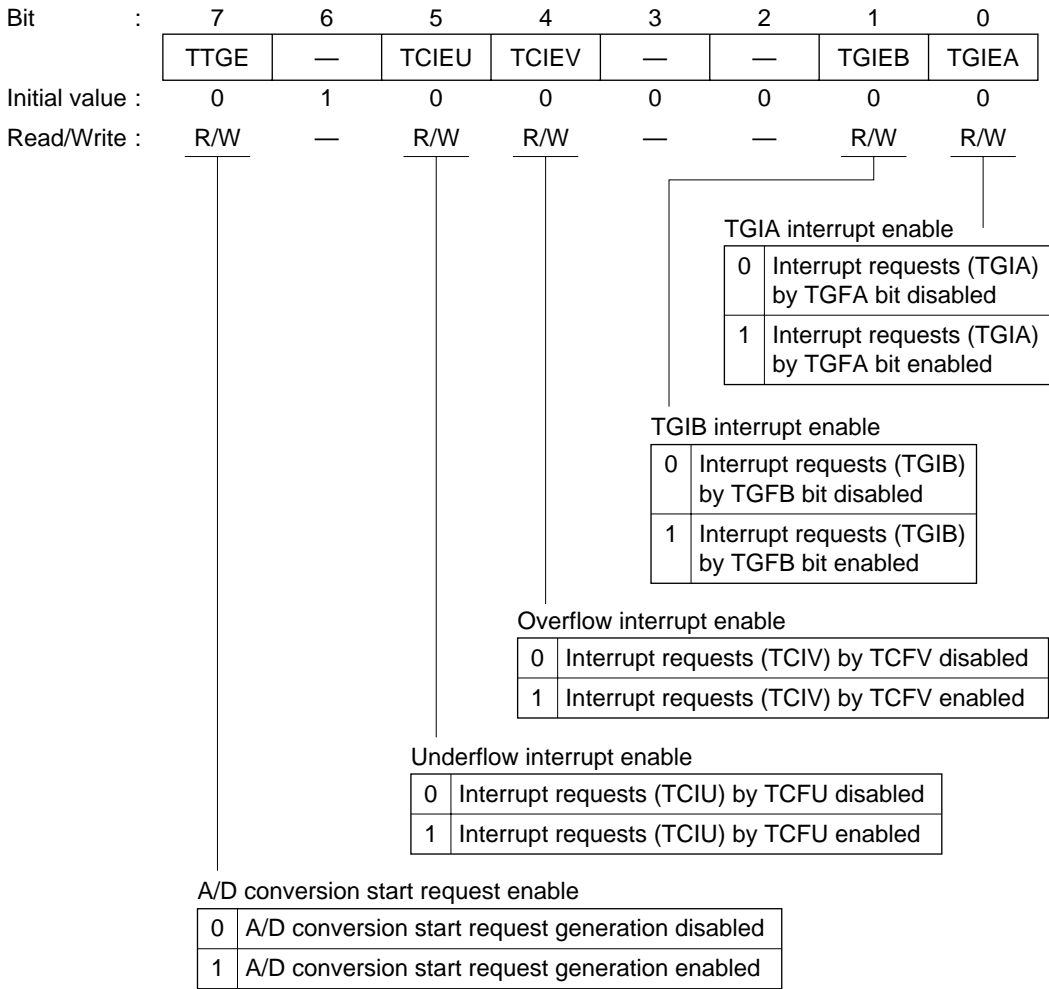 Bit : 7 6 5 4 3 2 1 0
TTGE — TCIEU TCIEV — — TGIEB TGIEA
Initial value : 0 1 0 0 0 0 0 0
Read/Write : R/W — R/W R/W — — R/W R/W
TGIA interrupt enable
0 Interrupt requests (TGIA)
by TGFA bit disabled
1 Interrupt requests (TGIA)
by TGFA bit enabled
TGIB interrupt enable
0 Interrupt requests (TGIB)
by TGFB bit disabled
1 Interrupt requests (TGIB)
by TGFB bit enabled
Overflow interrupt enable
0 Interrupt requests (TCIV) by TCFV disabled
1 Interrupt requests (TCIV) by TCFV enabled
Underflow interrupt enable
0 Interrupt requests (TCIU) by TCFU disabled
1 Interrupt requests (TCIU) by TCFU enabled
A/D conversion start request enable
0 A/D conversion start request generation disabled
1 A/D conversion start request generation enabled